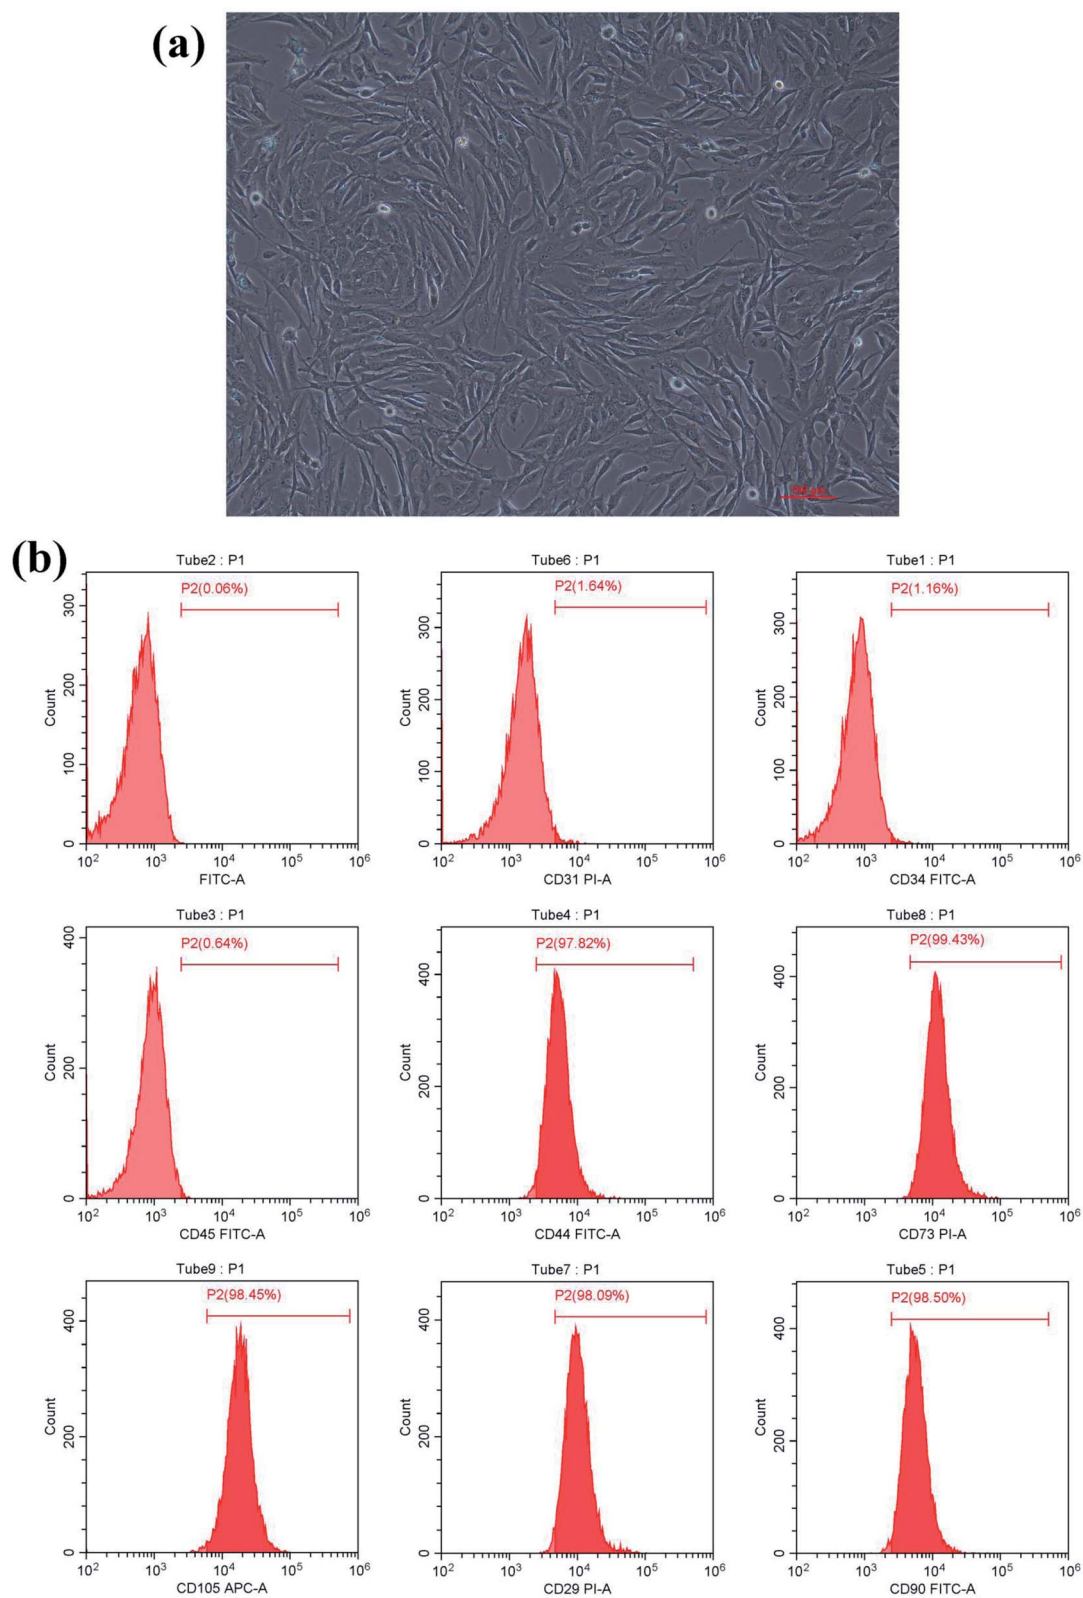 (a)
(b)
Tube2 : P1
P2(0.06%)
300
200
100
0
Count
102 103 104 105 106
FITC-A
Tube6 : P1
P2(1.64%)
300
200
100
0
Count
102 103 104 105 106
CD31 PI-A
Tube1 : P1
P2(1.16%)
300
200
100
0
Count
102 103 104 105 106
CD34 FITC-A
Tube3 : P1
P2(0.64%)
400
200
0
Count
102 103 104 105 106
CD45 FITC-A
Tube4 : P1
P2(97.82%)
400
200
0
Count
102 103 104 105 106
CD44 FITC-A
Tube8 : P1
P2(99.43%)
400
200
0
Count
102 103 104 105 106
CD73 PI-A
Tube9 : P1
P2(98.45%)
400
200
0
Count
102 103 104 105 106
CD105 APC-A
Tube7 : P1
P2(98.09%)
400
200
0
Count
102 103 104 105 106
CD29 PI-A
Tube5 : P1
P2(98.50%)
400
200
0
Count
102 103 104 105 106
CD90 FITC-A